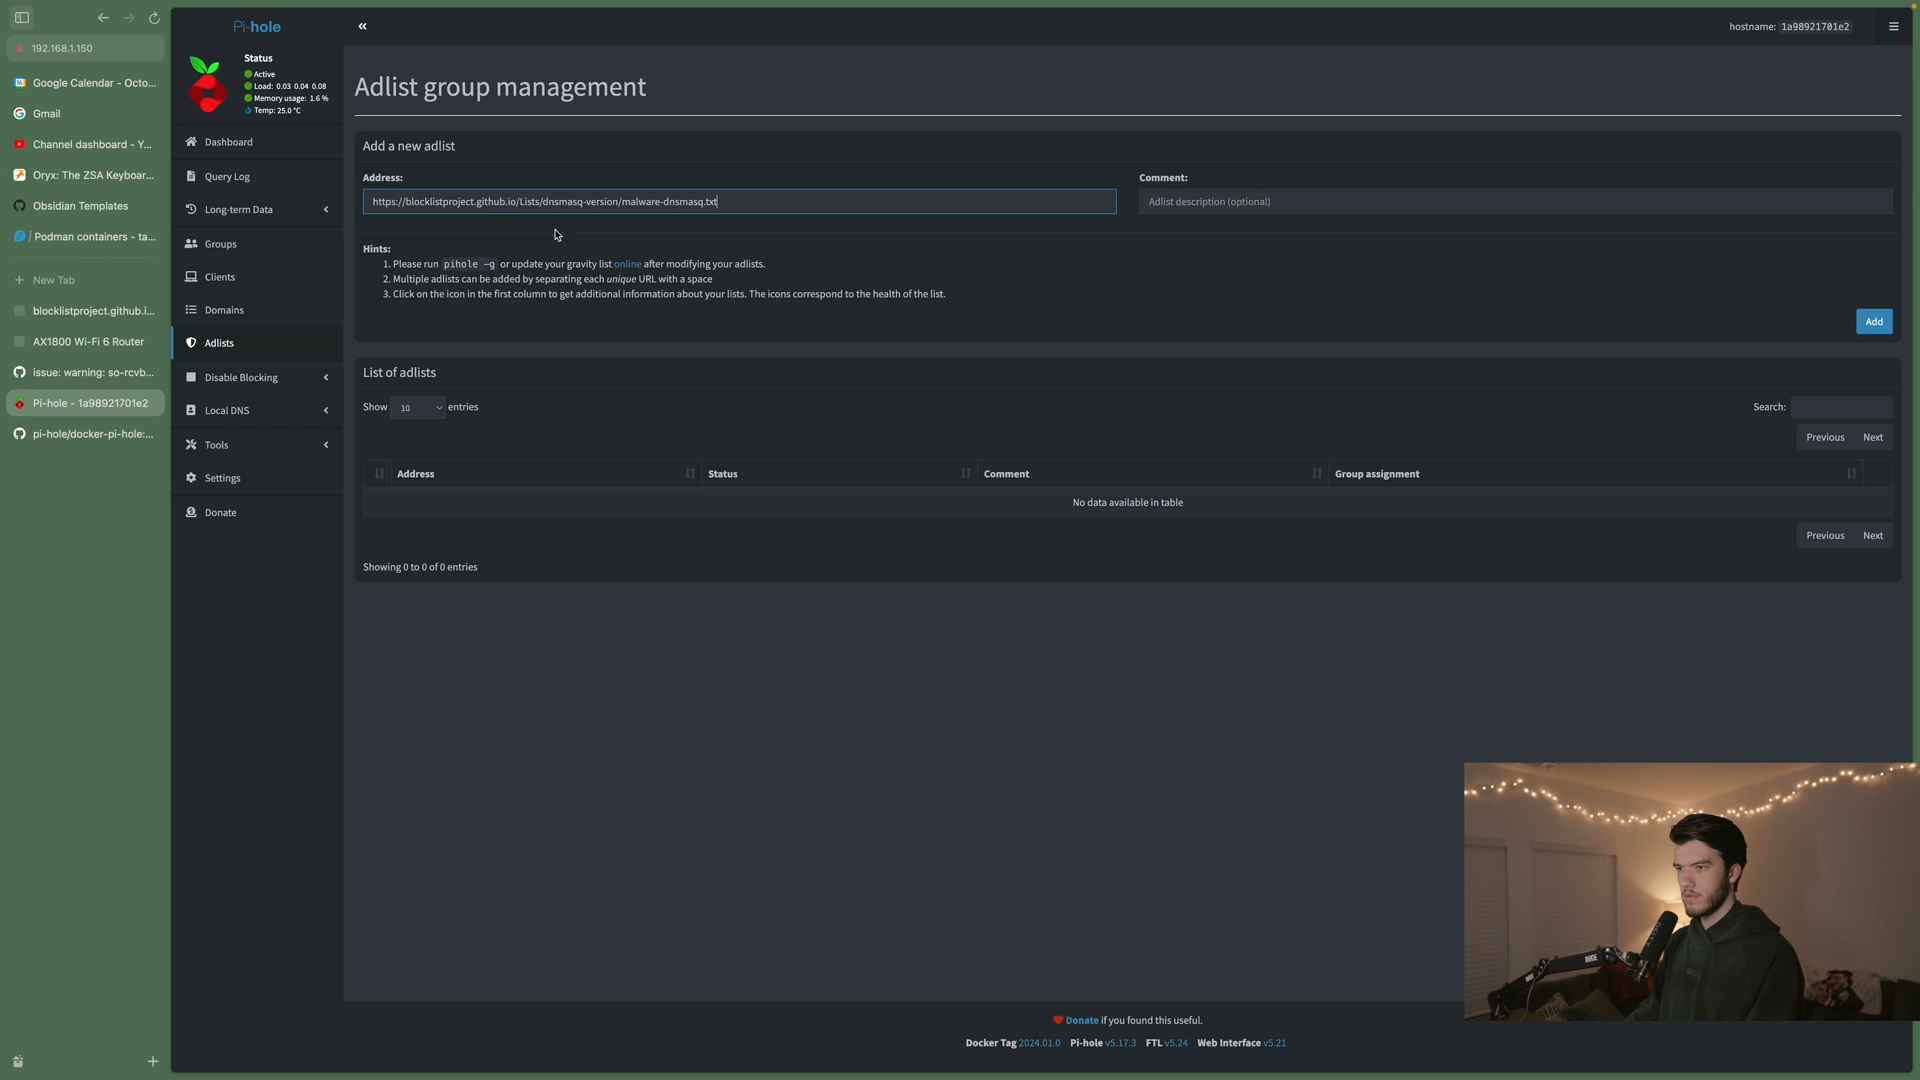 192.168.1.150
Google Calendar - Octo...
Gmail
Channel dashboard - Y...
Oryx: The ZSA Keyboar...
Obsidian Templates
/ Podman containers - ta...
New Tab
blocklistproject.github.i...
AX1800 Wi-Fi 6 Router
issue: warning: so-rcvb...
Pi-hole - 1a98921701e2
pi-hole/docker-pi-hole:...
Pi-hole
Status
Active
Load: 0.03 0.04 0.08
Memory usage: 1.6 %
Temp: 25.0 °C
Dashboard
Query Log
Long-term Data
Groups
Clients
Domains
Adlists
Disable Blocking
Local DNS
Tools
Settings
Donate
hostname: 1a98921701e2
Adlist group management
Add a new adlist
Address:
Comment:
https://blocklistproject.github.io/Lists/dnsmasq-version/malware-dnsmasq.txt
Adlist description (optional)
Hints:
1. Please run pihole -g or update your gravity list online after modifying your adlists.
2. Multiple adlists can be added by separating each unique URL with a space
3. Click on the icon in the first column to get additional information about your lists. The icons correspond to the health of the list.
Add
List of adlists
Show 10 entries
Search:
Previous Next
Address Status Comment Group assignment
No data available in table
Previous Next
Showing 0 to 0 of 0 entries
Donate if you found this useful.
Docker Tag 2024.01.0 Pi-hole v5.17.3 FTL v5.24 Web Interface v5.21
RØDE